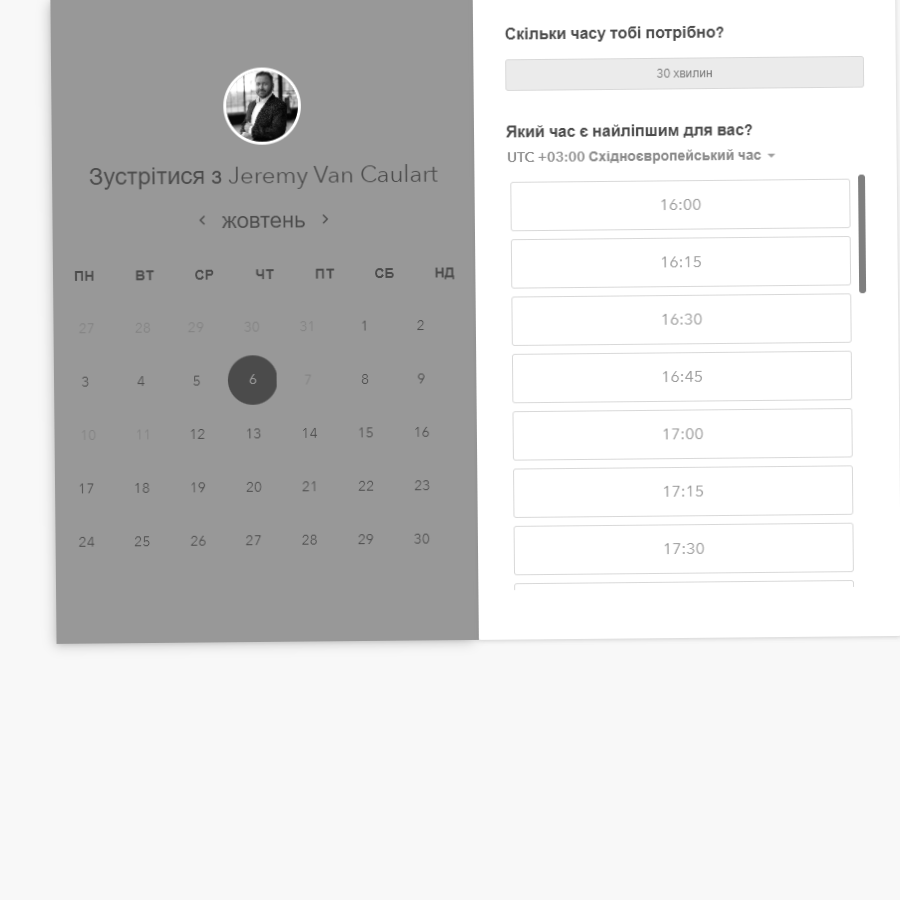 Зустрітися з Jeremy Van Caulart
жовтень
ПН ВТ СР ЧТ ПТ СБ НД
27 28 29 30 31 1 2
3 4 5 6 7 8 9
10 11 12 13 14 15 16
17 18 19 20 21 22 23
24 25 26 27 28 29 30
Скільки часу тобі потрібно?
30 хвилин
Який час є найліпшим для вас?
UTC +03:00 Східноєвропейський час
16:00
16:15
16:30
16:45
17:00
17:15
17:30